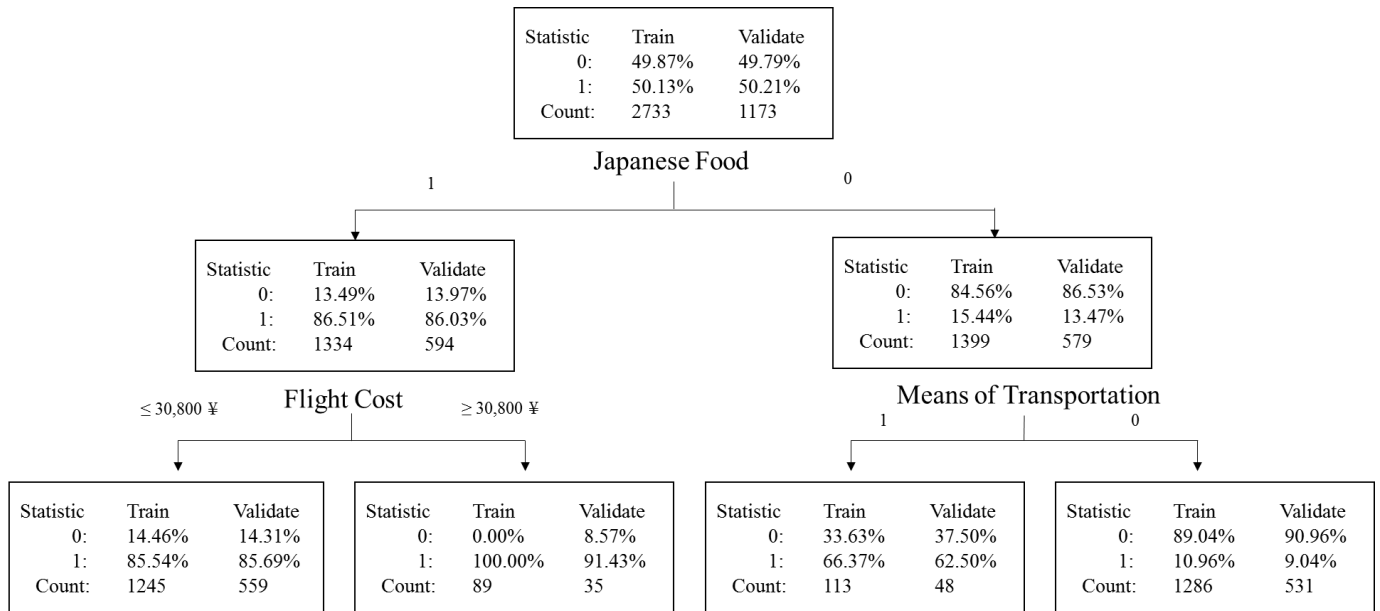 Statistic Train Validate
0: 49.87% 49.79%
1: 50.13% 50.21%
Count: 2733 1173
Japanese Food
1 0
Statistic Train Validate
0: 13.49% 13.97%
1: 86.51% 86.03%
Count: 1334 594
Statistic Train Validate
0: 84.56% 86.53%
1: 15.44% 13.47%
Count: 1399 579
Flight Cost
≤ 30,800 ¥ ≥ 30,800 ¥
Means of Transportation
1 0
Statistic Train Validate
0: 14.46% 14.31%
1: 85.54% 85.69%
Count: 1245 559
Statistic Train Validate
0: 0.00% 8.57%
1: 100.00% 91.43%
Count: 89 35
Statistic Train Validate
0: 33.63% 37.50%
1: 66.37% 62.50%
Count: 113 48
Statistic Train Validate
0: 89.04% 90.96%
1: 10.96% 9.04%
Count: 1286 531